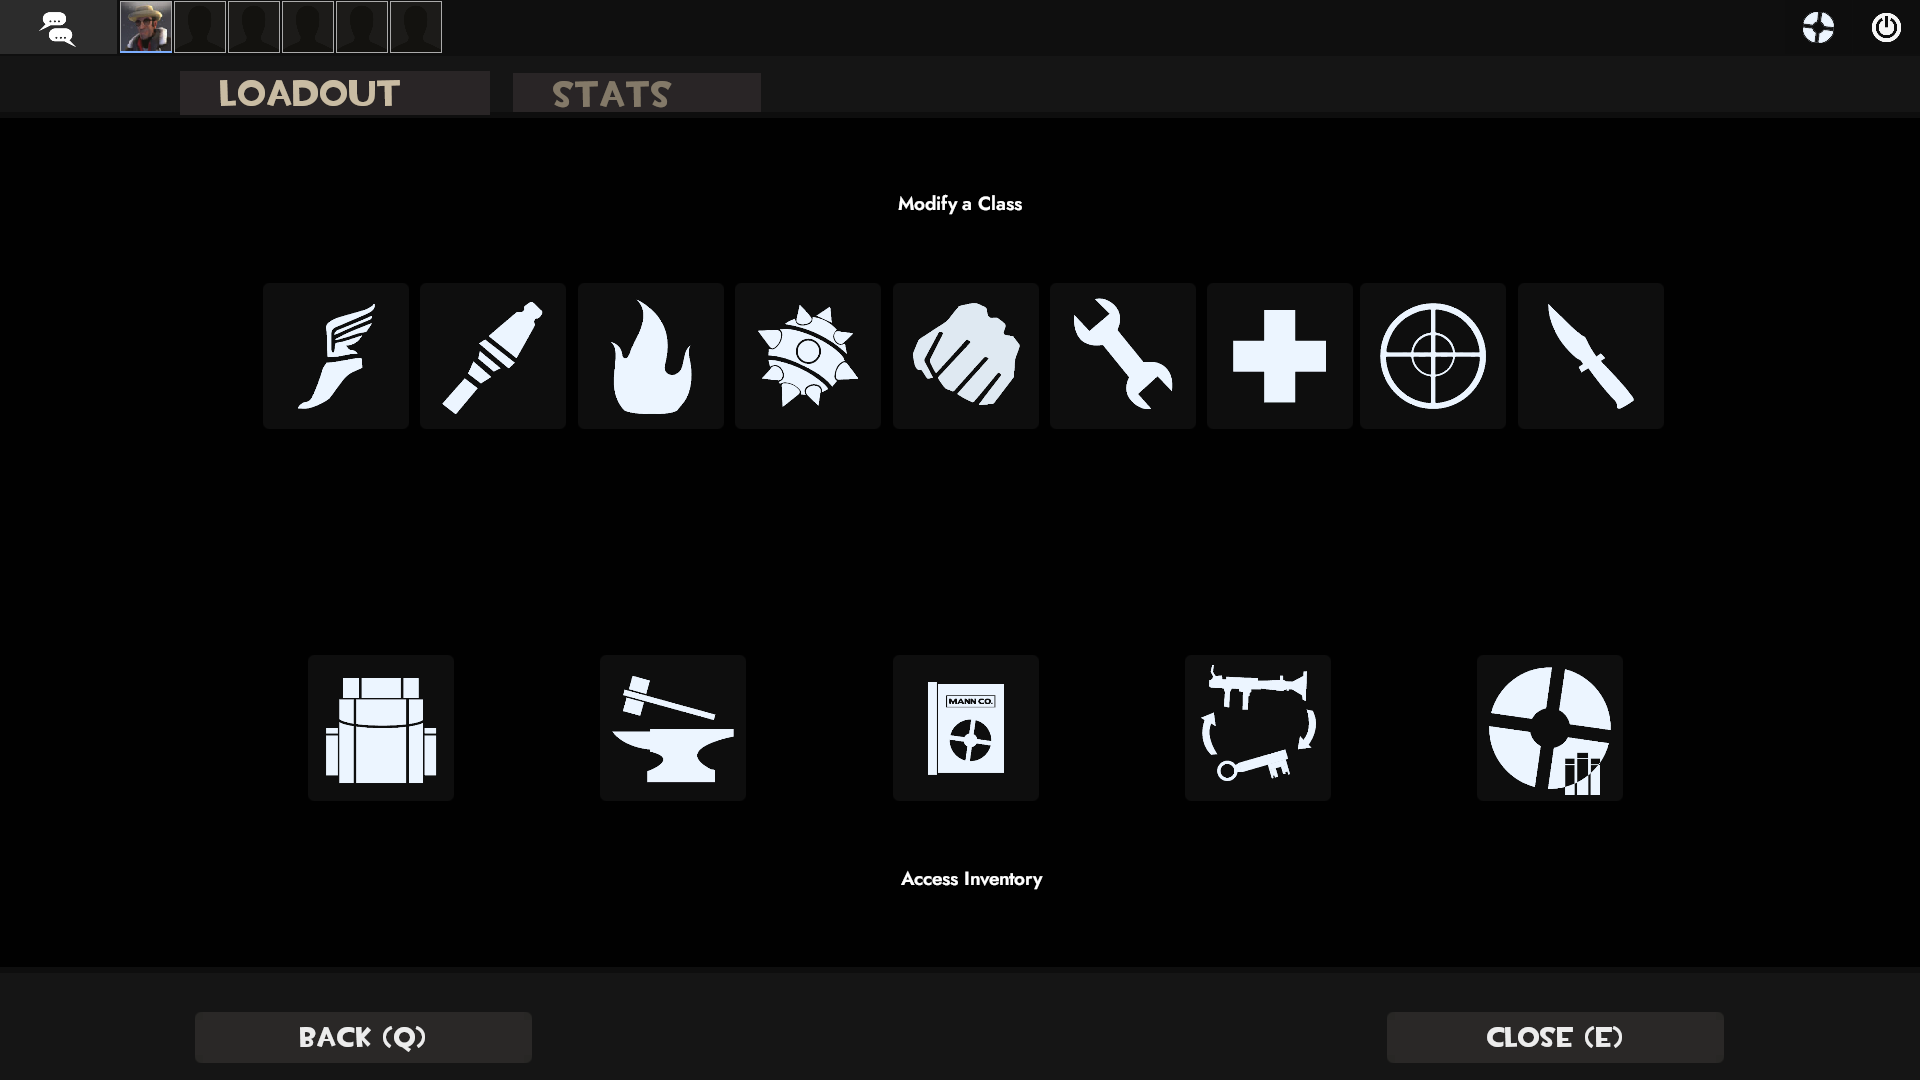 LOADOUT
STATS
Modify a Class
MANN CO.
Access Inventory
BACK (Q)
CLOSE (E)